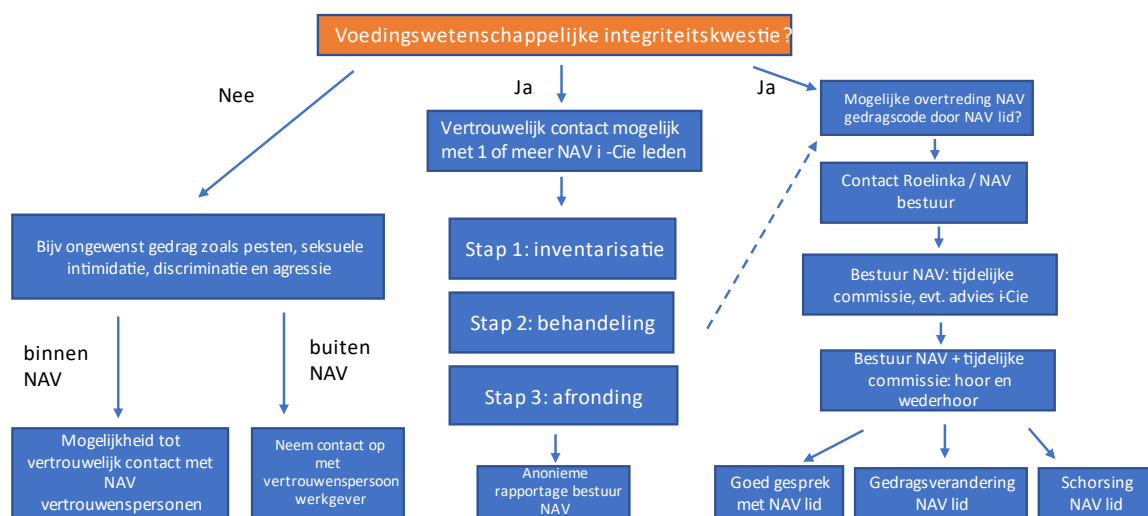 Voedingswetenschappelijke integriteitskwestie?
Nee
Ja
Ja
Vertrouwelijk contact mogelijk
met 1 of meer NAV i -Cie leden
Mogelijke overtreding NAV
gedragscode door NAV lid?
Contact Roelinka / NAV
bestuur
Bijv ongewenst gedrag zoals pesten, seksuele
intimidatie, discriminatie en agressie
Stap 1: inventarisatie
Bestuur NAV: tijdelijke
commissie, evt. advies i-Cie
Stap 2: behandeling
binnen
NAV
buiten
NAV
Bestuur NAV + tijdelijke
commissie: hoor en
wederhoor
Stap 3: afronding
Mogelijkheid tot
vertrouwelijk contact met
NAV
vertrouwenspersonen
Neem contact op
met
vertrouwenspersoon
werkgever
Anonieme
rapportage bestuur
NAV
Goed gesprek
met NAV lid
Gedragsverandering
NAV lid
Schorsing
NAV lid